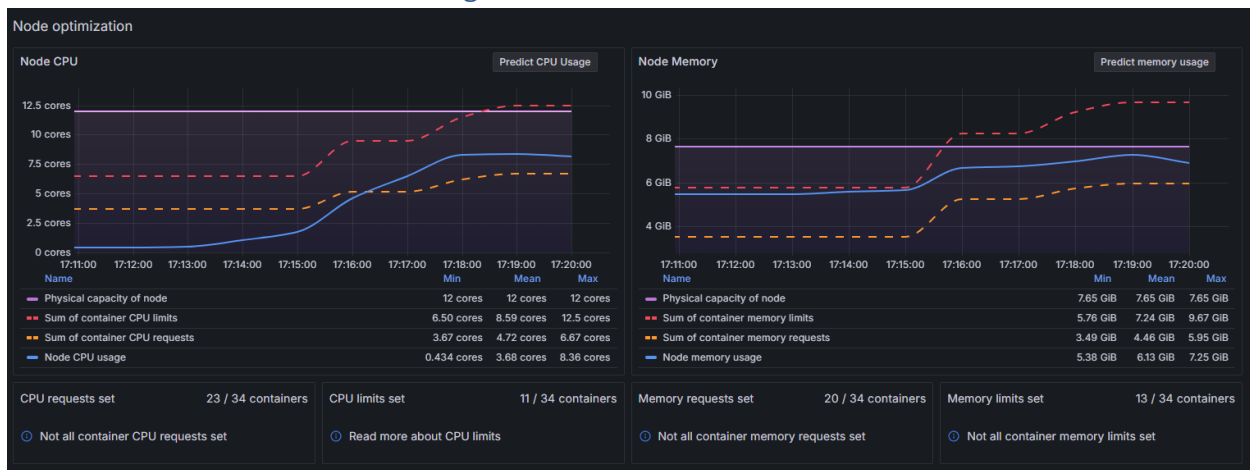 Node optimization
Node CPU
Predict CPU Usage
12.5 cores
10 cores
7.5 cores
5 cores
2.5 cores
0 cores
17:11:00 17:12:00 17:13:00 17:14:00 17:15:00 17:16:00 17:17:00 17:18:00 17:19:00 17:20:00
Name Min Mean Max
Physical capacity of node 12 cores 12 cores 12 cores
Sum of container CPU limits 6.50 cores 8.59 cores 12.5 cores
Sum of container CPU requests 3.67 cores 4.72 cores 6.67 cores
Node CPU usage 0.434 cores 3.68 cores 8.36 cores
Node Memory
Predict memory usage
10 GiB
8 GiB
6 GiB
4 GiB
17:11:00 17:12:00 17:13:00 17:14:00 17:15:00 17:16:00 17:17:00 17:18:00 17:19:00 17:20:00
Name Min Mean Max
Physical capacity of node 7.65 GiB 7.65 GiB 7.65 GiB
Sum of container memory limits 5.76 GiB 7.24 GiB 9.67 GiB
Sum of container memory requests 3.49 GiB 4.46 GiB 5.95 GiB
Node memory usage 5.38 GiB 6.13 GiB 7.25 GiB
CPU requests set 23 / 34 containers
Not all container CPU requests set
CPU limits set 11 / 34 containers
Read more about CPU limits
Memory requests set 20 / 34 containers
Not all container memory requests set
Memory limits set 13 / 34 containers
Not all container memory limits set